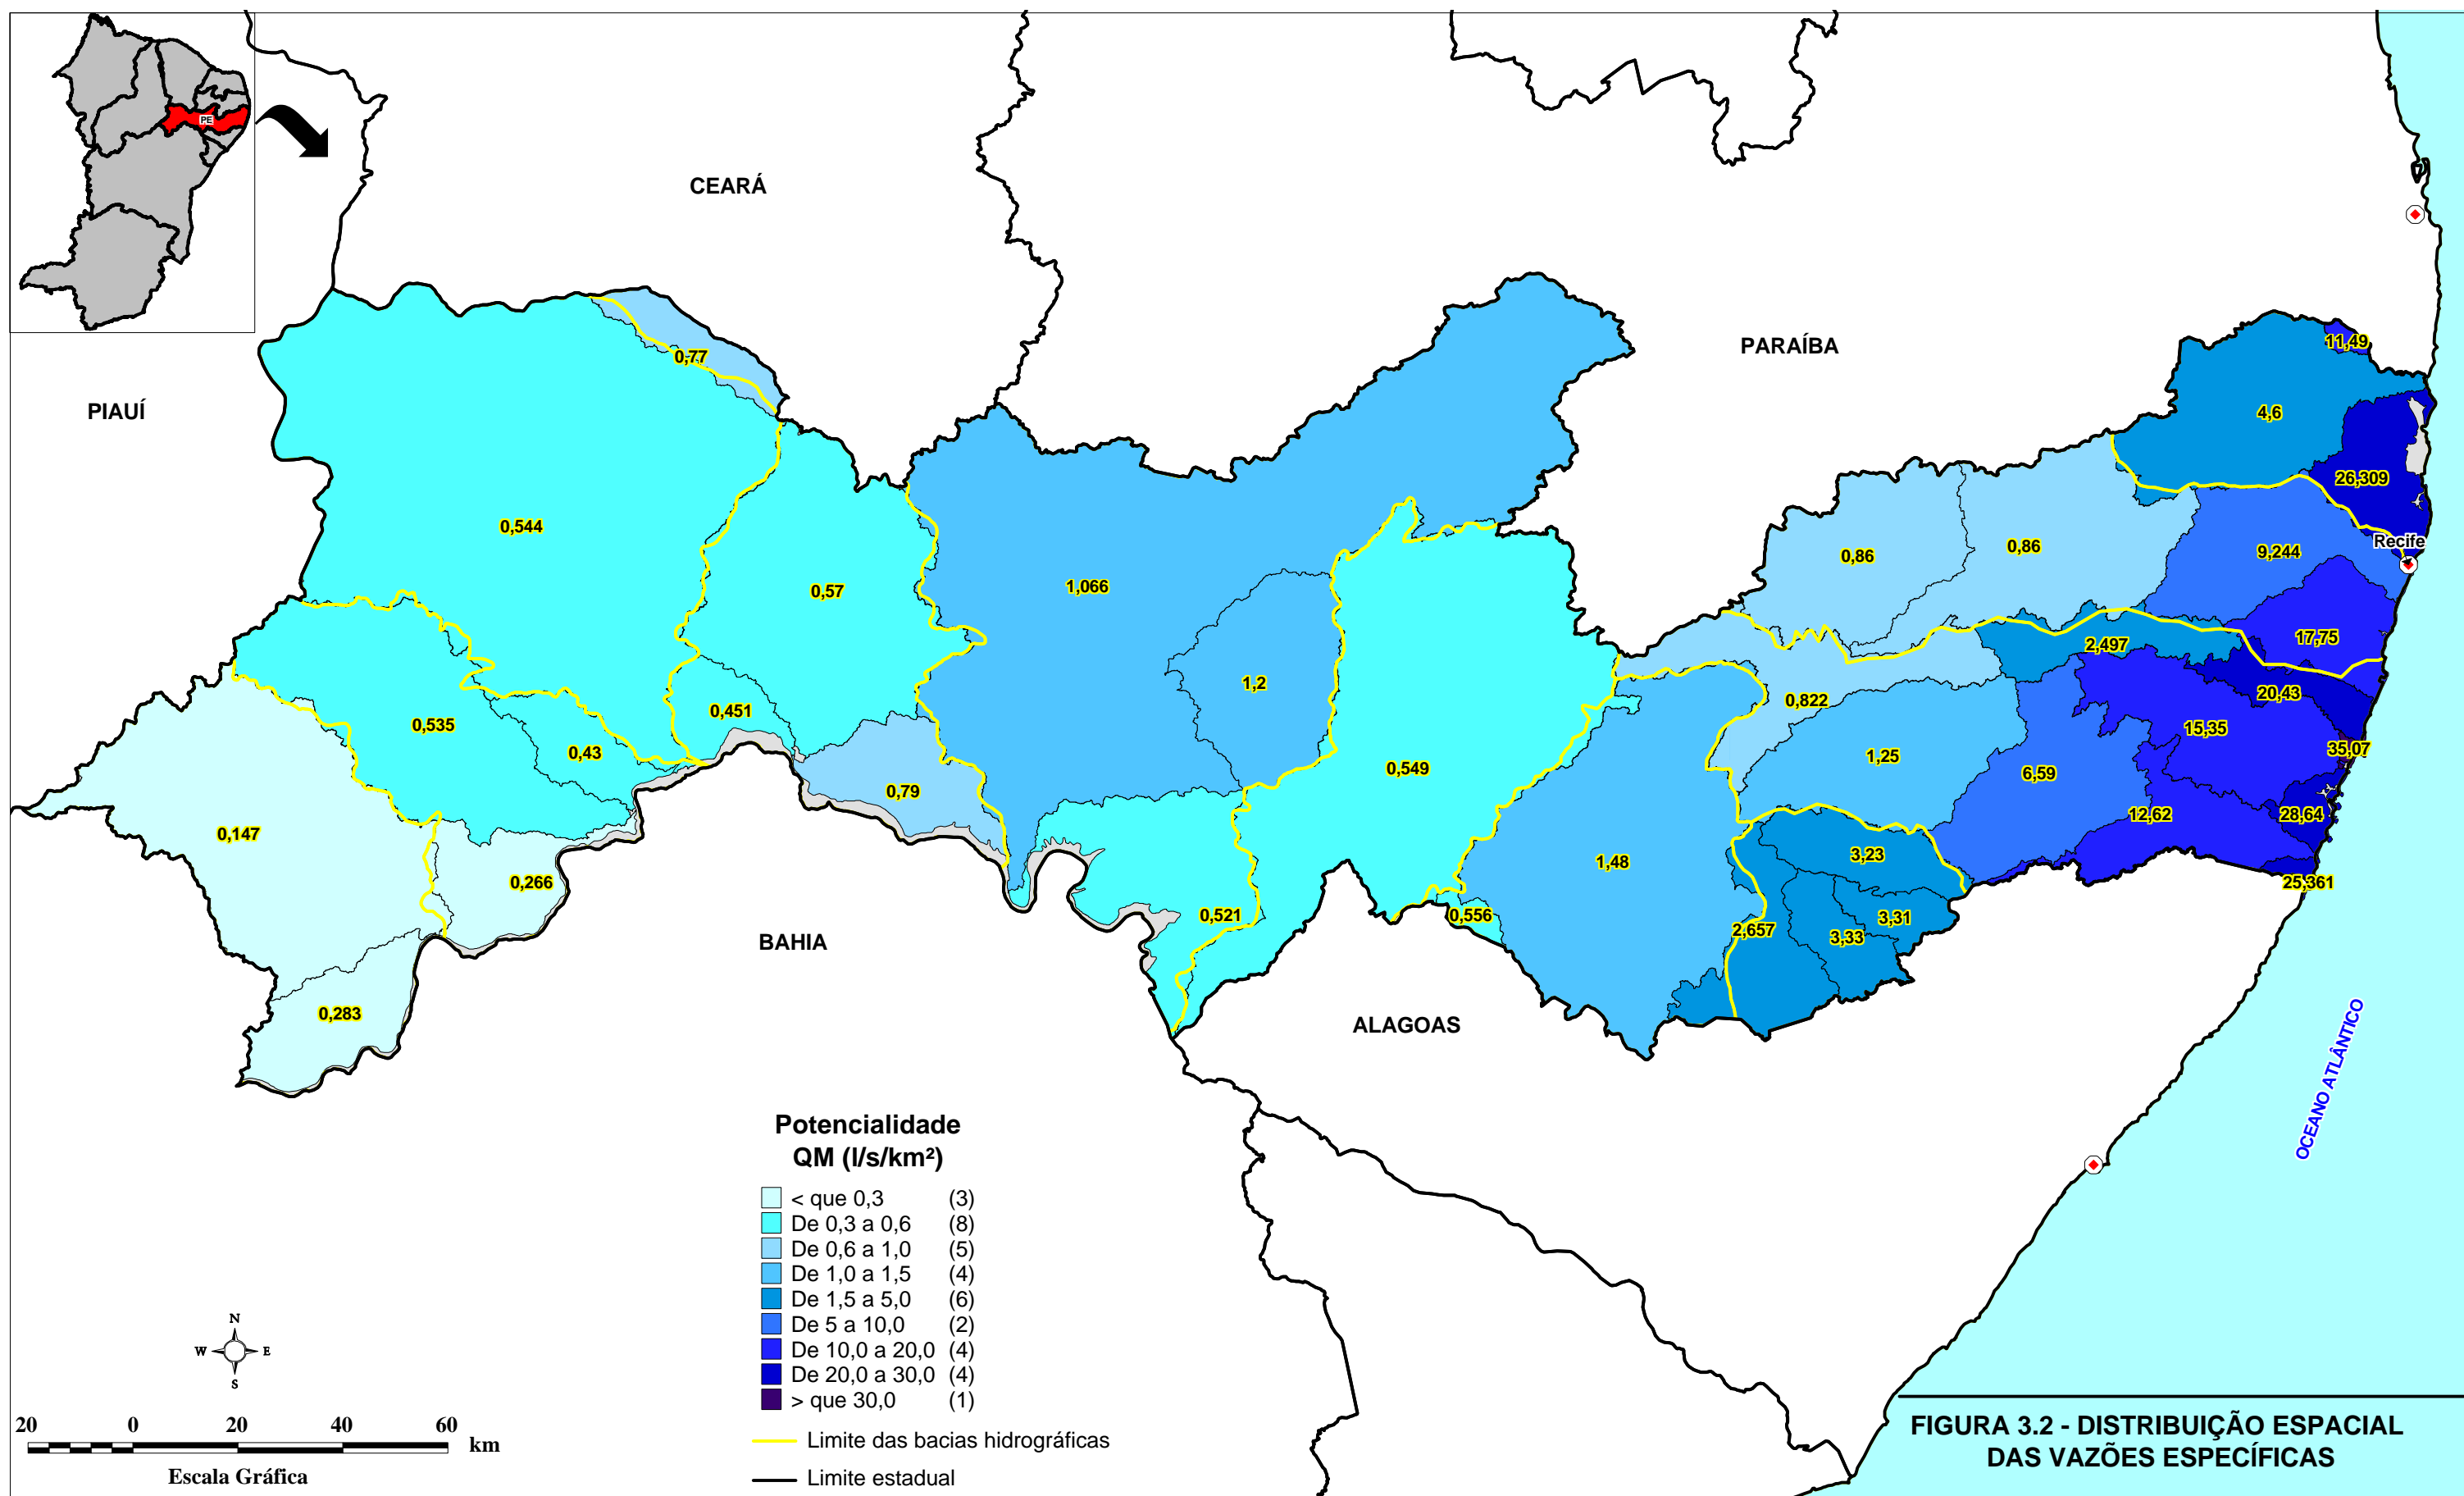 PE
CEARÁ
PIAUÍ
PARAÍBA
BAHIA
ALAGOAS
OCEANO ATLÂNTICO
Recife
0,77
11,49
4,6
26,309
0,544
0,86
0,86
9,244
0,57
1,066
17,75
2,497
1,2
20,43
0,822
0,451
0,535
15,35
0,43
35,07
1,25
0,549
6,59
0,79
12,62
28,64
0,147
3,23
1,48
0,266
25,361
0,521
0,556
3,31
2,657
3,33
0,283
Potencialidade
QM (l/s/km²)
< que 0,3 (3)
De 0,3 a 0,6 (8)
De 0,6 a 1,0 (5)
De 1,0 a 1,5 (4)
De 1,5 a 5,0 (6)
De 5 a 10,0 (2)
De 10,0 a 20,0 (4)
De 20,0 a 30,0 (4)
> que 30,0 (1)
Limite das bacias hidrográficas
Limite estadual
N
W E
S
20 0 20 40 60
km
Escala Gráfica
FIGURA 3.2 - DISTRIBUIÇÃO ESPACIAL
DAS VAZÕES ESPECÍFICAS